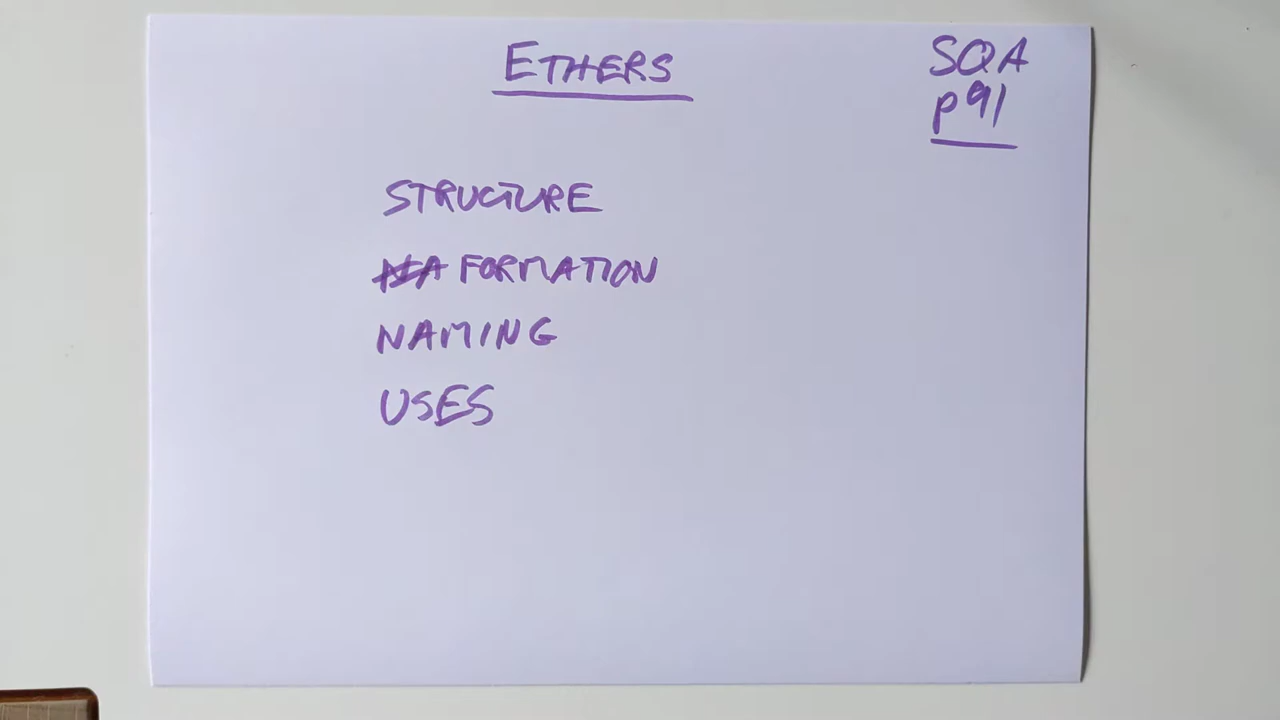 ETHERS
SQA
p91
STRUCTURE
FORMATION
NAMING
USES